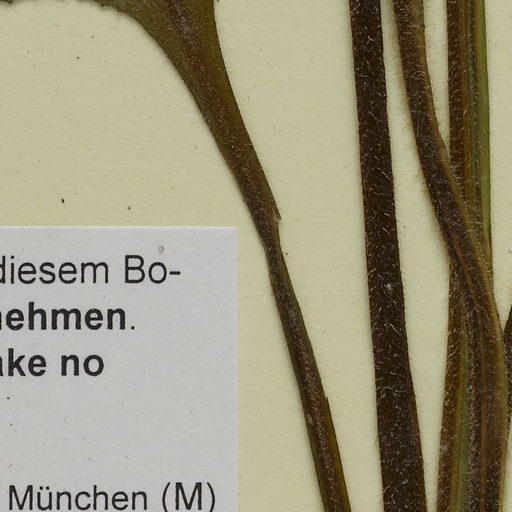 diesem Bo-
nehmen.
ake no
München (M)